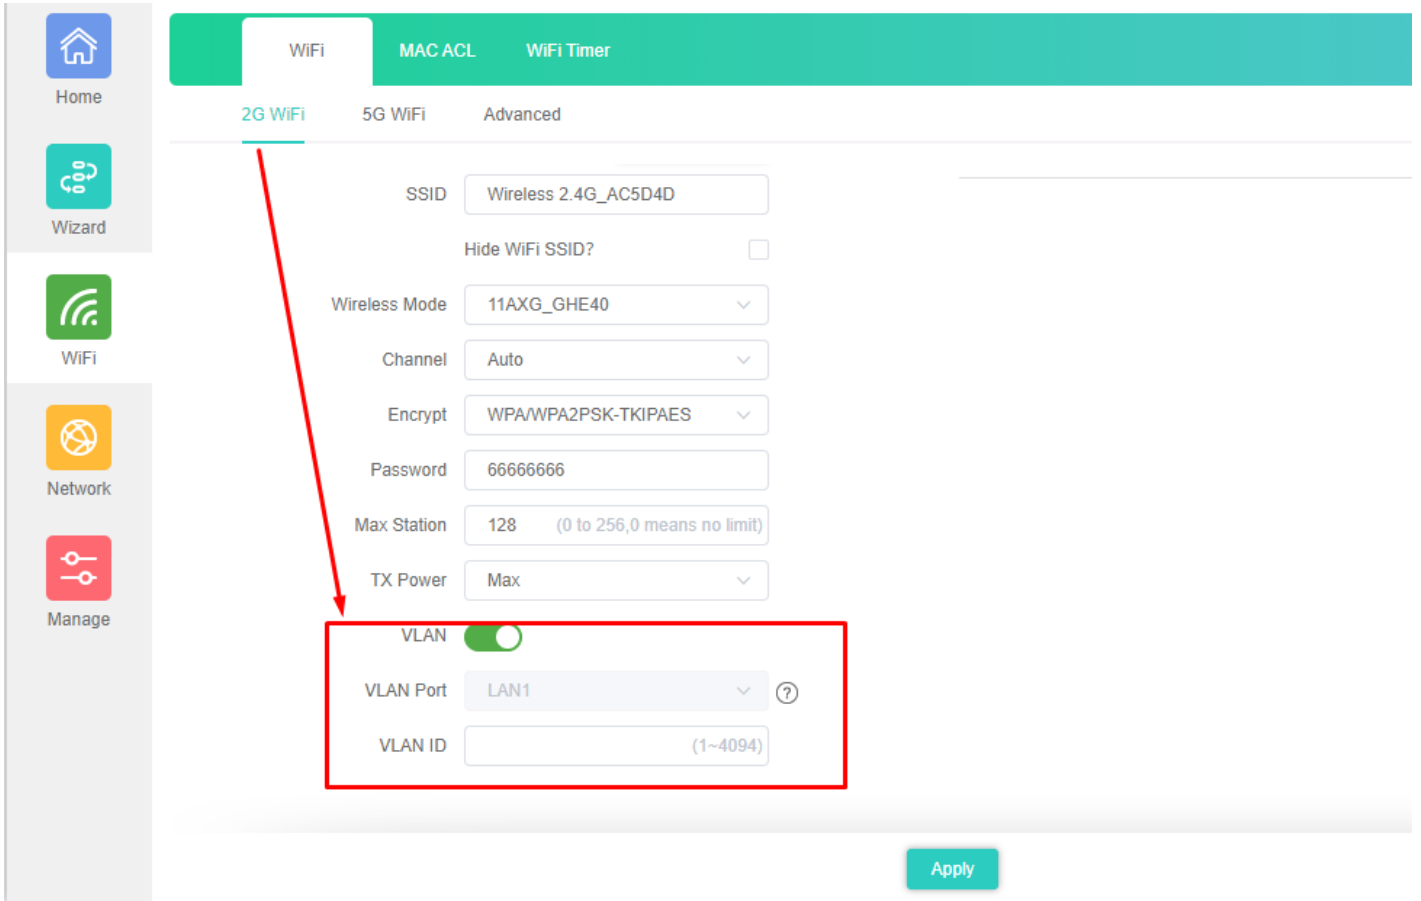 Home
Wizard
WiFi
Network
Manage
WiFi MAC ACL WiFi Timer
2G WiFi 5G WiFi Advanced
SSID Wireless 2.4G_AC5D4D
Hide WiFi SSID?
Wireless Mode 11AXG_GHE40
Channel Auto
Encrypt WPA/WPA2PSK-TKIPAES
Password 66666666
Max Station 128 (0 to 256,0 means no limit)
TX Power Max
VLAN
VLAN Port LAN1 ?
VLAN ID (1~4094)
Apply